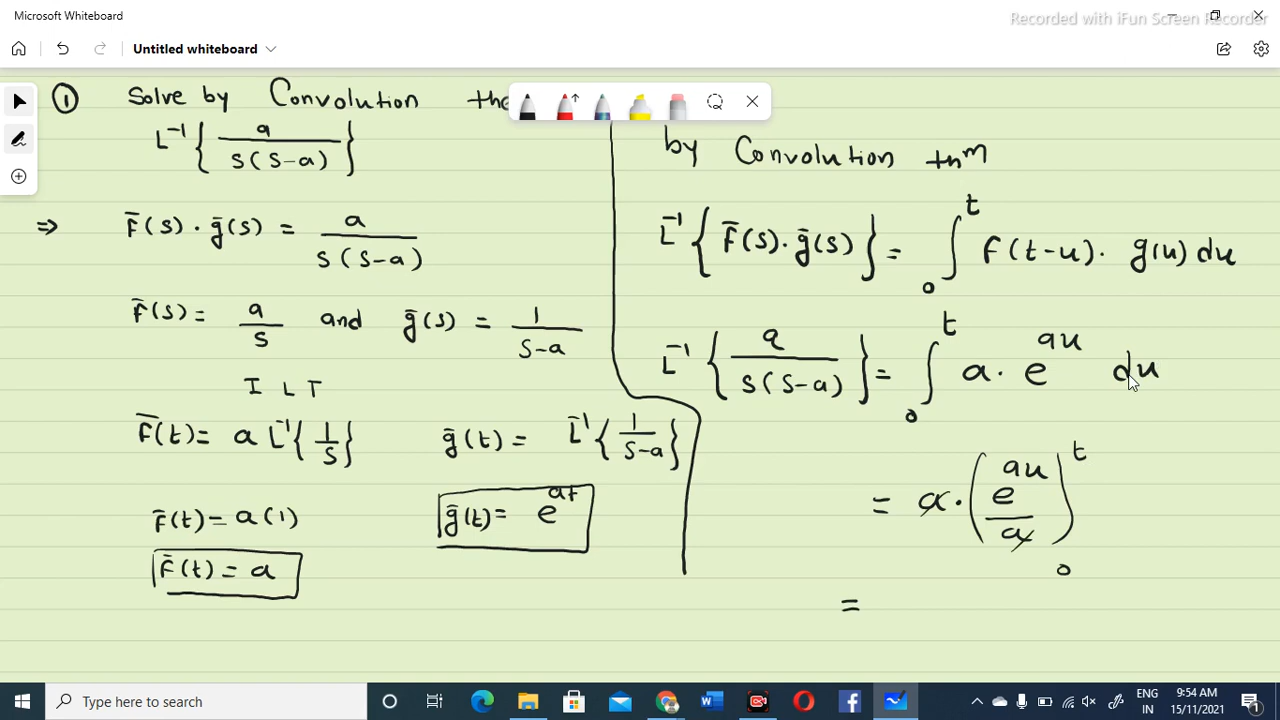 Microsoft Whiteboard
Recorded with iFun Screen Recorder
Untitled whiteboard
① Solve by Convolution
L⁻¹{ a / s(s-a) }
⇒ f̄(s) · ḡ(s) = a / s(s-a)
f̄(s) = a/s and ḡ(s) = 1/(s-a)
I L T
f̄(t) = a L⁻¹{ 1/s } ḡ(t) = L⁻¹{ 1/(s-a) }
f̄(t) = a(1) ḡ(t) = e^at
f̄(t) = a
by Convolution thᵐ
L⁻¹{ f̄(s) · ḡ(s) } = ∫₀ᵗ f(t-u) · g(u) du
L⁻¹{ a / s(s-a) } = ∫₀ᵗ a · e^au du
= a · ( e^au / a )₀ᵗ
=
Type here to search
ENG
IN
9:54 AM
15/11/2021
1